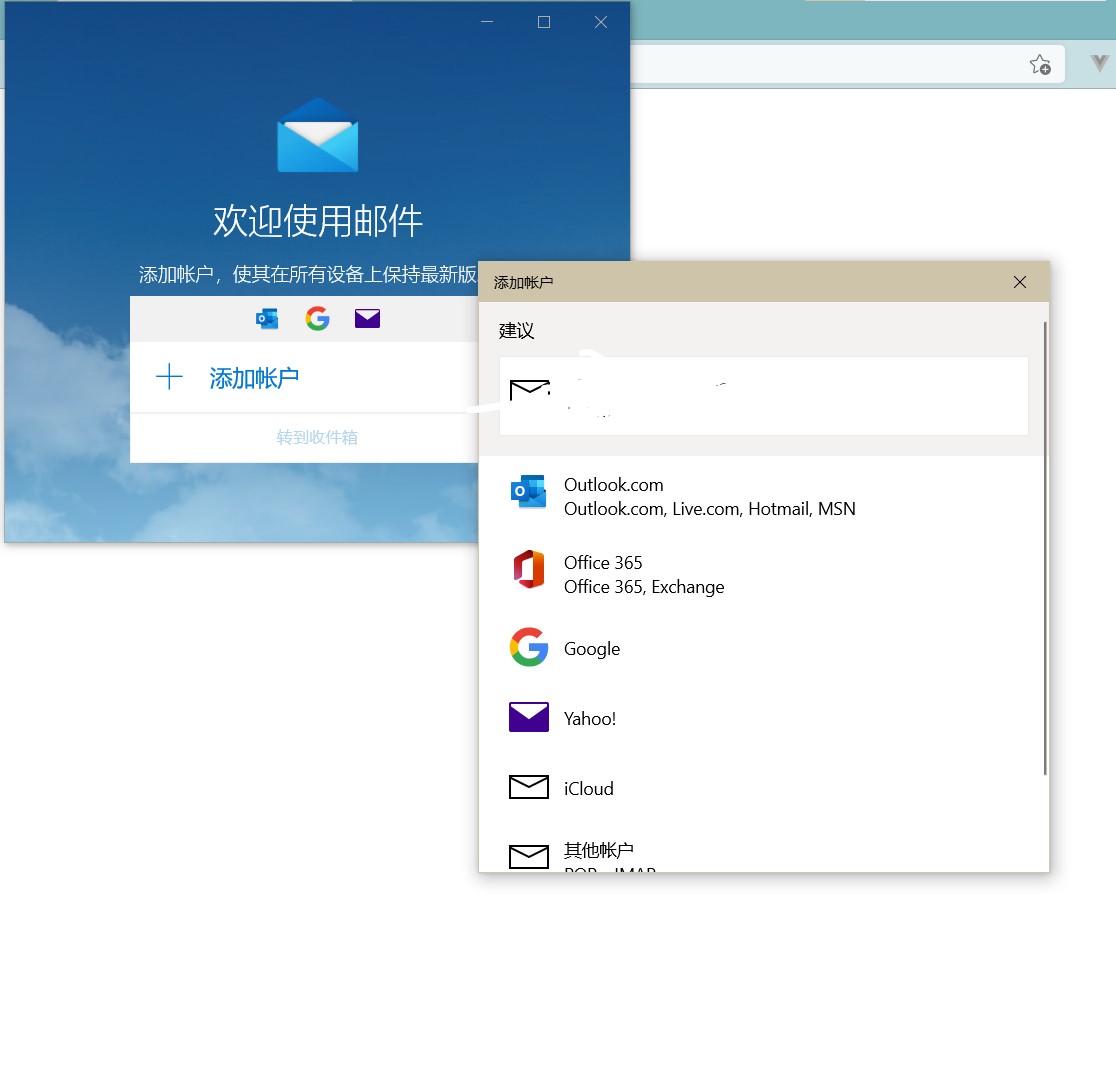 欢迎使用邮件
添加帐户，使其在所有设备上保持最新版
添加帐户
转到收件箱
添加帐户
建议
Outlook.com
Outlook.com, Live.com, Hotmail, MSN
Office 365
Office 365, Exchange
Google
Yahoo!
iCloud
其他帐户